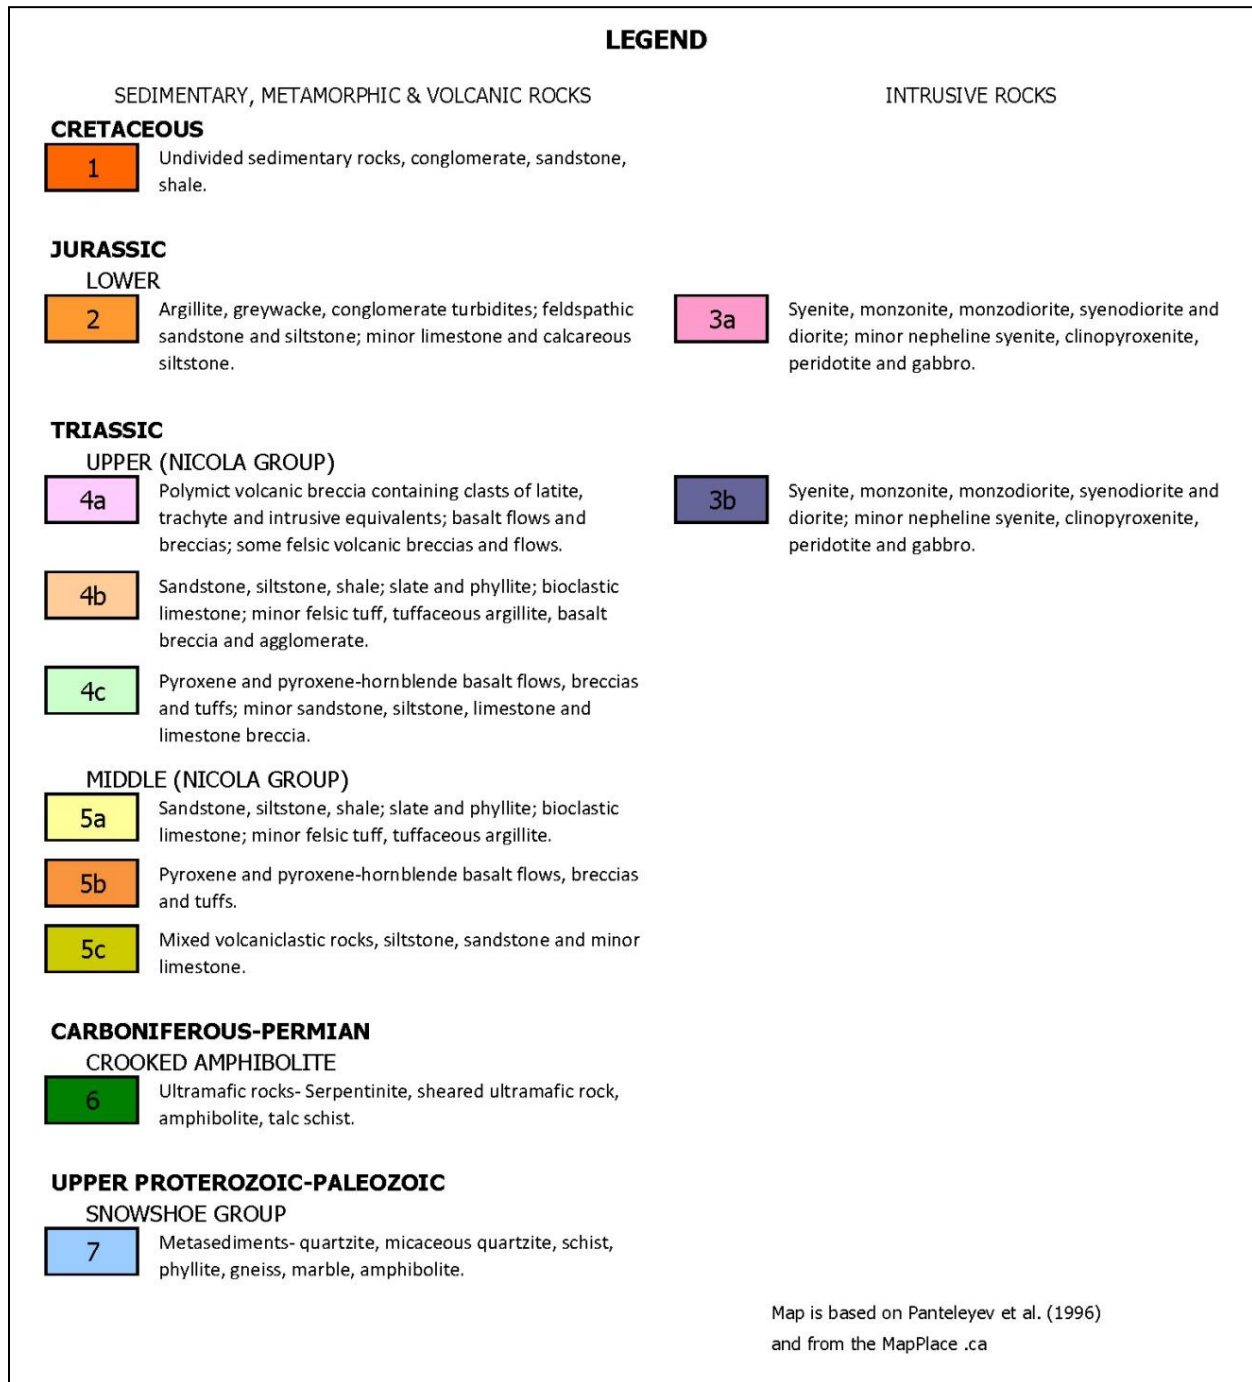 LEGEND
SEDIMENTARY, METAMORPHIC & VOLCANIC ROCKS
INTRUSIVE ROCKS
CRETACEOUS
1
Undivided sedimentary rocks, conglomerate, sandstone,
shale.
JURASSIC
LOWER
2
Argillite, greywacke, conglomerate turbidites; feldspathic
sandstone and siltstone; minor limestone and calcareous
siltstone.
3a
Syenite, monzonite, monzodiorite, syenodiorite and
diorite; minor nepheline syenite, clinopyroxenite,
peridotite and gabbro.
TRIASSIC
UPPER (NICOLA GROUP)
4a
Polymict volcanic breccia containing clasts of latite,
trachyte and intrusive equivalents; basalt flows and
breccias; some felsic volcanic breccias and flows.
3b
Syenite, monzonite, monzodiorite, syenodiorite and
diorite; minor nepheline syenite, clinopyroxenite,
peridotite and gabbro.
4b
Sandstone, siltstone, shale; slate and phyllite; bioclastic
limestone; minor felsic tuff, tuffaceous argillite, basalt
breccia and agglomerate.
4c
Pyroxene and pyroxene-hornblende basalt flows, breccias
and tuffs; minor sandstone, siltstone, limestone and
limestone breccia.
MIDDLE (NICOLA GROUP)
5a
Sandstone, siltstone, shale; slate and phyllite; bioclastic
limestone; minor felsic tuff, tuffaceous argillite.
5b
Pyroxene and pyroxene-hornblende basalt flows, breccias
and tuffs.
5c
Mixed volcaniclastic rocks, siltstone, sandstone and minor
limestone.
CARBONIFEROUS-PERMIAN
CROOKED AMPHIBOLITE
6
Ultramafic rocks- Serpentinite, sheared ultramafic rock,
amphibolite, talc schist.
UPPER PROTEROZOIC-PALEOZOIC
SNOWSHOE GROUP
7
Metasediments- quartzite, micaceous quartzite, schist,
phyllite, gneiss, marble, amphibolite.
Map is based on Panteleyev et al. (1996)
and from the MapPlace .ca